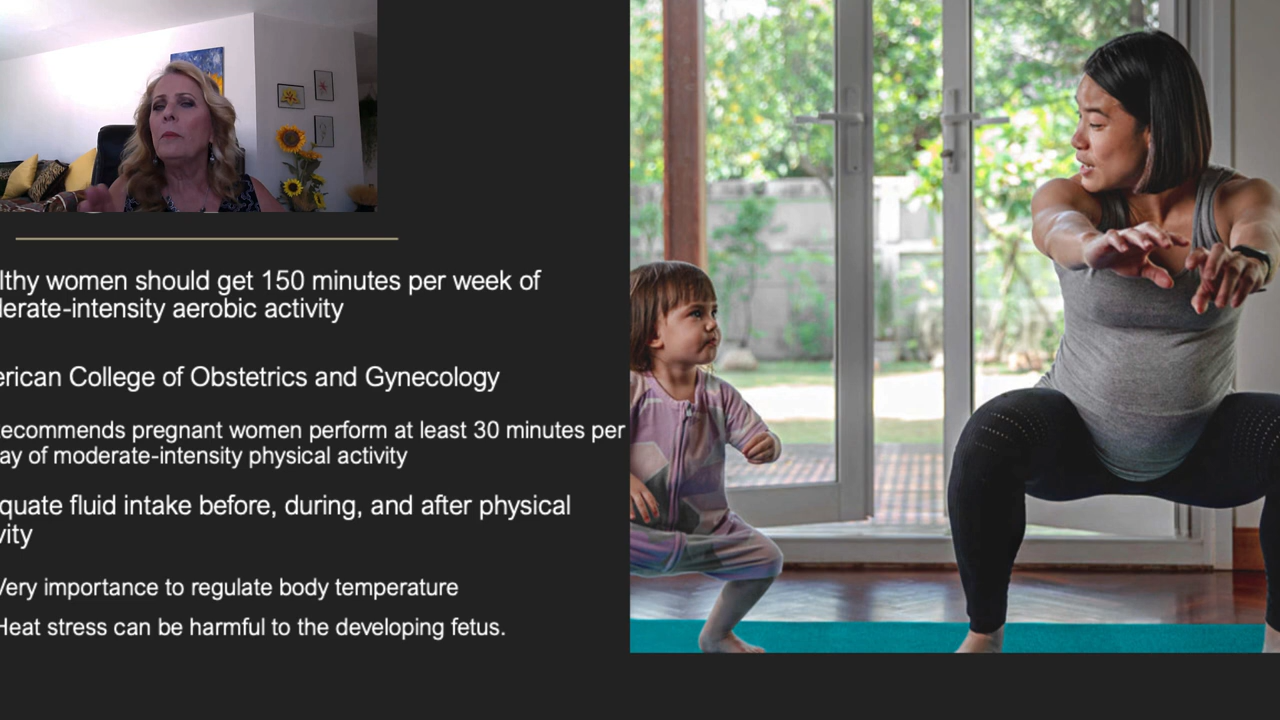 lthy women should get 150 minutes per week of
erate-intensity aerobic activity
erican College of Obstetrics and Gynecology
ecommends pregnant women perform at least 30 minutes per
ay of moderate-intensity physical activity
quate fluid intake before, during, and after physical
vity
Very importance to regulate body temperature
Heat stress can be harmful to the developing fetus.